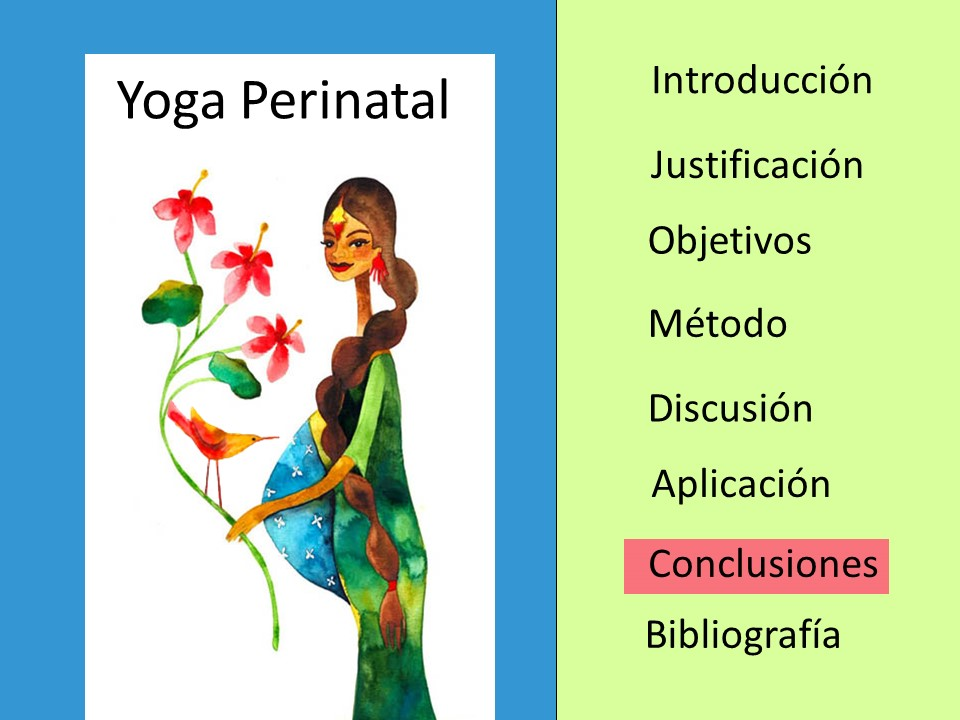 Yoga Perinatal
Introducción
Justificación
Objetivos
Método
Discusión
Aplicación
Conclusiones
Bibliografía